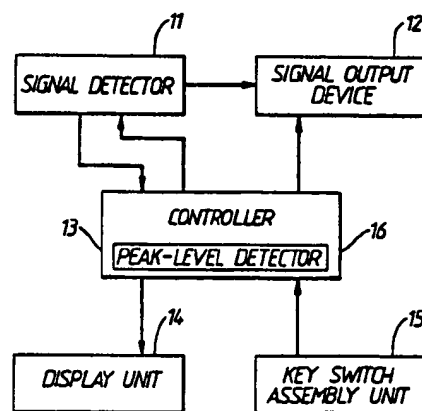 11
12
SIGNAL DETECTOR
SIGNAL OUTPUT
DEVICE
CONTROLLER
13
16
PEAK-LEVEL DETECTOR
14
15
DISPLAY UNIT
KEY SWITCH
ASSEMBLY UNIT